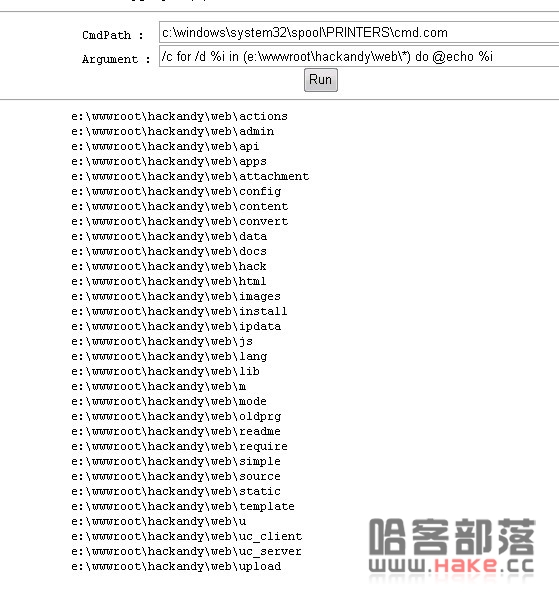 CmdPath : c:\windows\system32\spool\PRINTERS\cmd.com
Argument : /c for /d %i in (e:\wwwroot\hackandy\web\*) do @echo %i
Run
e:\wwwroot\hackandy\web\actions
e:\wwwroot\hackandy\web\admin
e:\wwwroot\hackandy\web\api
e:\wwwroot\hackandy\web\apps
e:\wwwroot\hackandy\web\attachment
e:\wwwroot\hackandy\web\config
e:\wwwroot\hackandy\web\content
e:\wwwroot\hackandy\web\convert
e:\wwwroot\hackandy\web\data
e:\wwwroot\hackandy\web\docs
e:\wwwroot\hackandy\web\hack
e:\wwwroot\hackandy\web\html
e:\wwwroot\hackandy\web\images
e:\wwwroot\hackandy\web\install
e:\wwwroot\hackandy\web\ipdata
e:\wwwroot\hackandy\web\js
e:\wwwroot\hackandy\web\lang
e:\wwwroot\hackandy\web\lib
e:\wwwroot\hackandy\web\m
e:\wwwroot\hackandy\web\mode
e:\wwwroot\hackandy\web\oldprg
e:\wwwroot\hackandy\web\readme
e:\wwwroot\hackandy\web\require
e:\wwwroot\hackandy\web\simple
e:\wwwroot\hackandy\web\source
e:\wwwroot\hackandy\web\static
e:\wwwroot\hackandy\web\template
e:\wwwroot\hackandy\web\u
e:\wwwroot\hackandy\web\uc_client
e:\wwwroot\hackandy\web\uc_server
e:\wwwroot\hackandy\web\upload
哈客部落
www.HAKE.cc